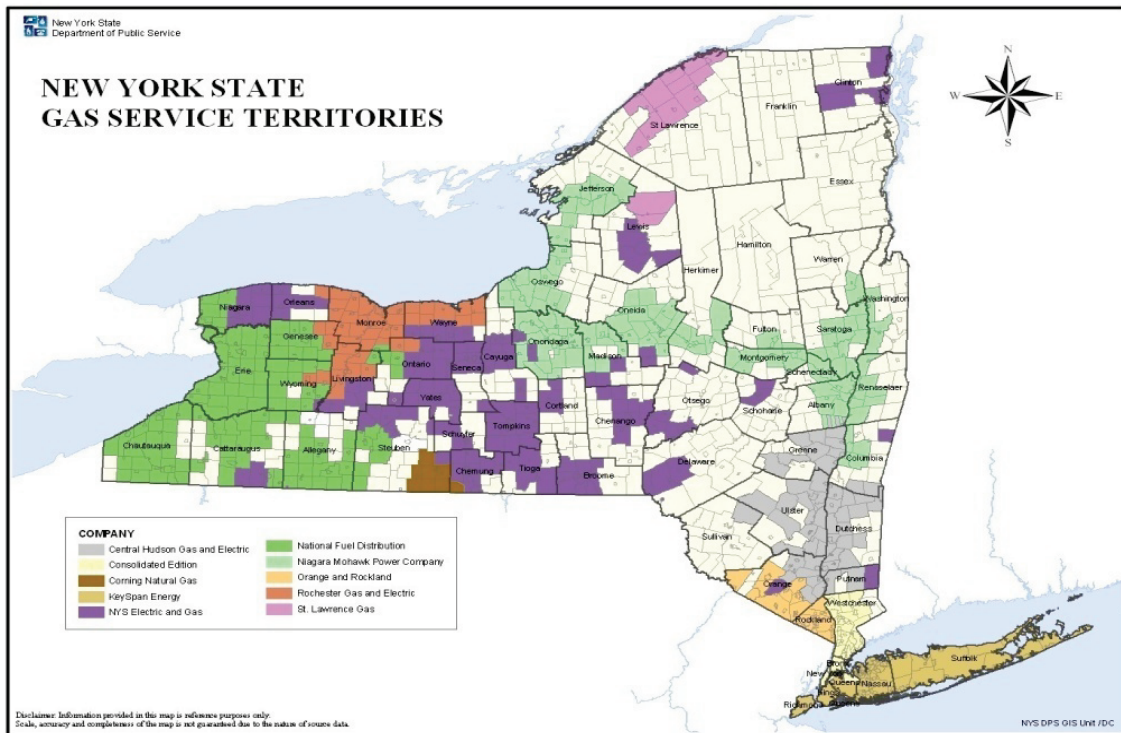 New York State
Department of Public Service
NEW YORK STATE
GAS SERVICE TERRITORIES
N
W
E
S
Clinton
Franklin
St Lawrence
Essex
Jefferson
Lewis
Hamilton
Warren
Herkimer
Oswego
Oneida
Washington
Niagara
Orleans
Monroe
Wayne
Fulton
Saratoga
Genesee
Onondaga
Madison
Montgomery
Erie
Ontario
Seneca
Cayuga
Schenectady
Wyoming
Livingston
Rensselaer
Yates
Cortland
Otsego
Albany
Schoharie
Chenango
Tompkins
Schuyler
Chautauqua
Cattaraugus
Allegany
Steuben
Greene
Columbia
Chemung
Tioga
Broome
Delaware
Ulster
Dutchess
Sullivan
Putnam
Orange
Westchester
Rockland
Bronx
New York
Queens
Kings
Nassau
Suffolk
Richmond
Queens
COMPANY
Central Hudson Gas and Electric
Consolidated Edition
Corning Natural Gas
KeySpan Energy
NYS Electric and Gas
National Fuel Distribution
Niagara Mohawk Power Company
Orange and Rockland
Rochester Gas and Electric
St. Lawrence Gas
Disclaimer: Information provided in this map is reference purposes only.
Scale, accuracy and completeness of the map is not guaranteed due to the nature of source data.
NYS DPS GIS Unit /DC